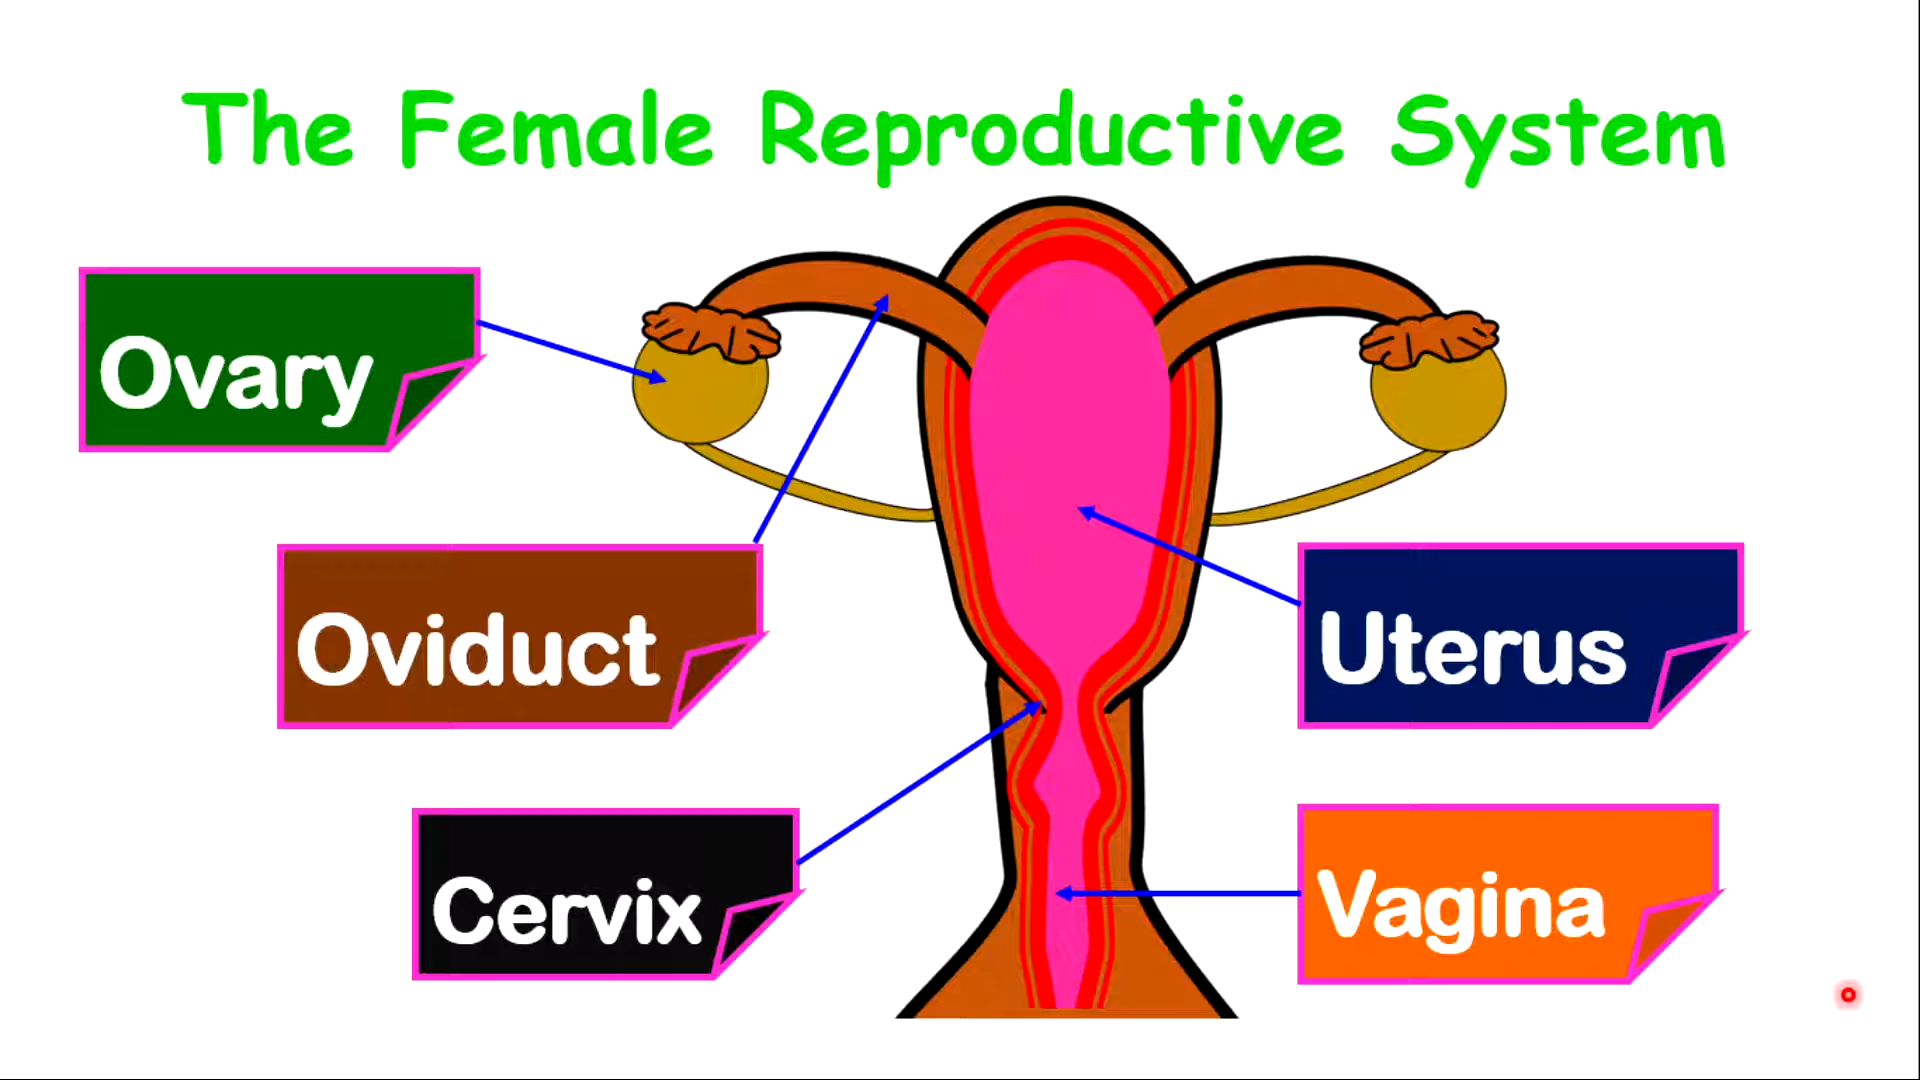 The Female Reproductive System
Ovary
Oviduct
Uterus
Cervix
Vagina